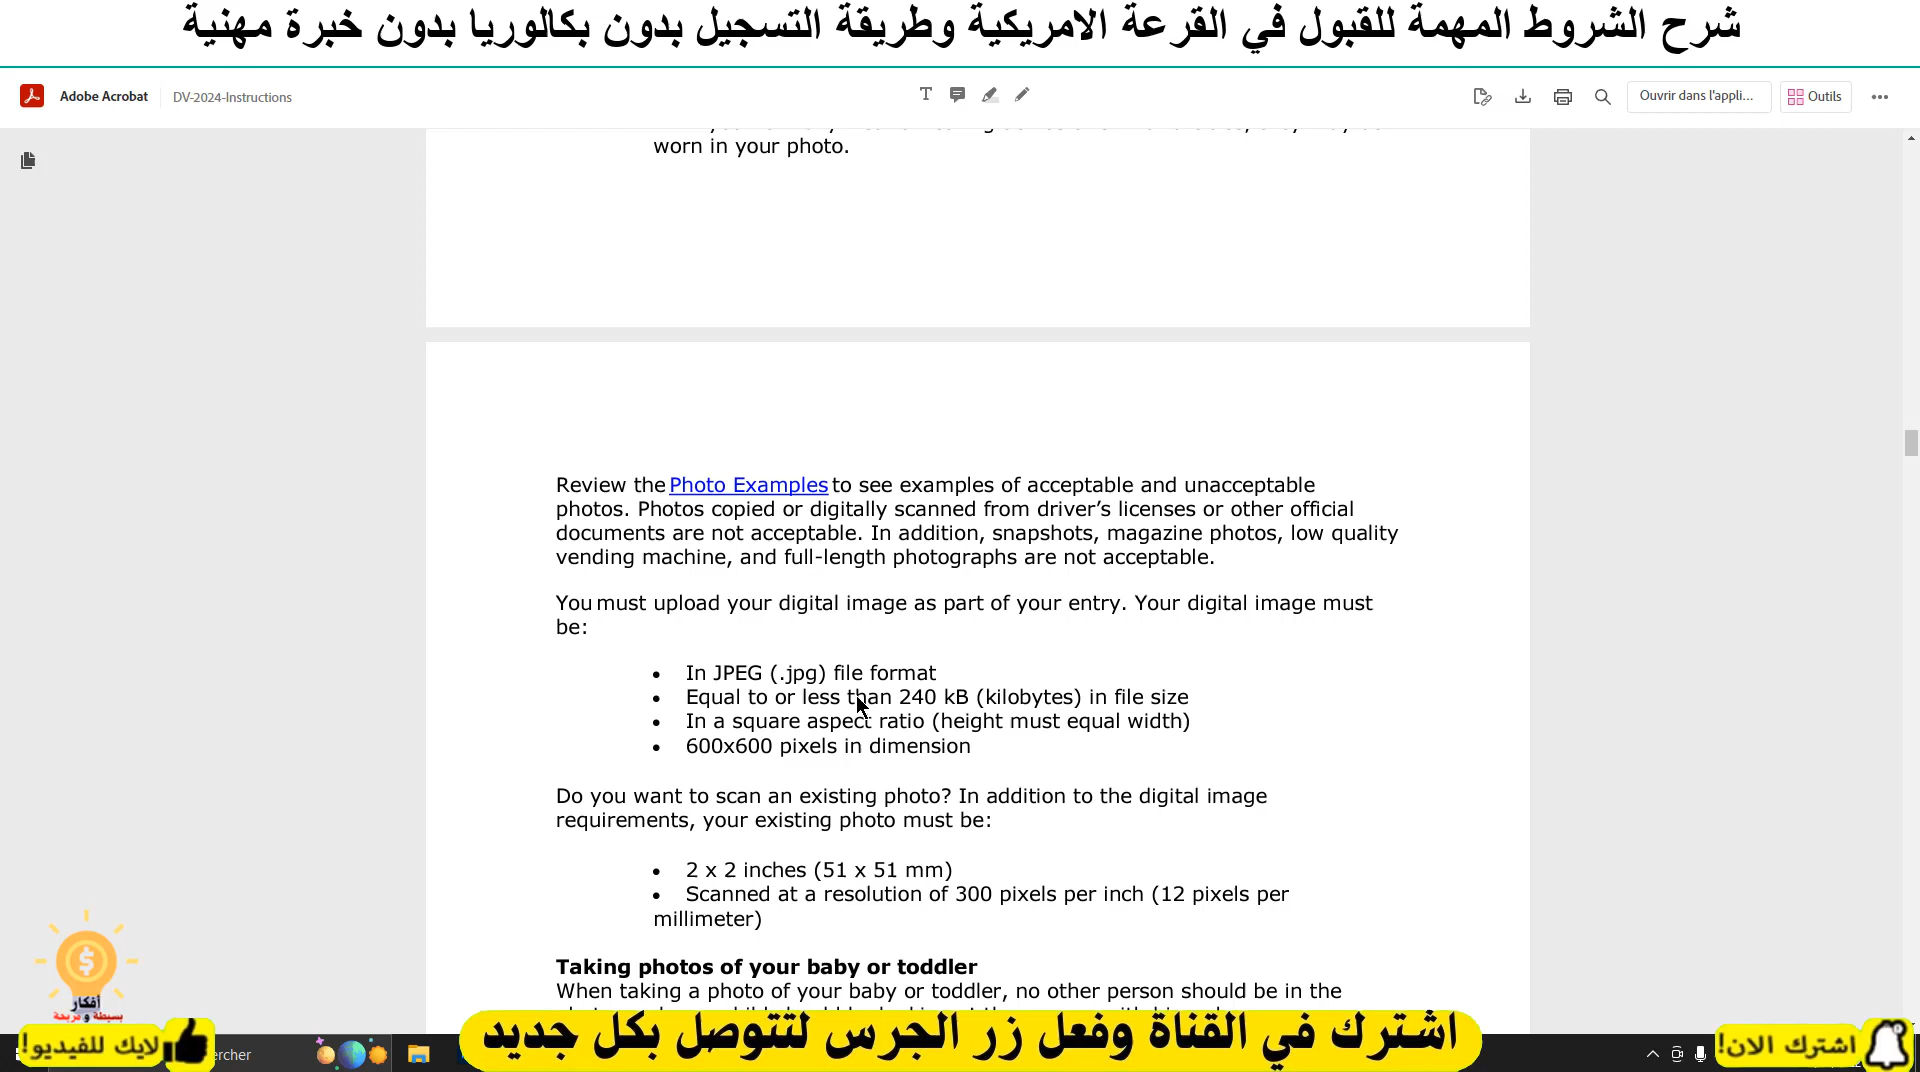 شرح الشروط المهمة للقبول في القرعة الامريكية وطريقة التسجيل بدون بكالوريا بدون خبرة مهنية
Adobe Acrobat
DV-2024-Instructions
Ouvrir dans l'appli...
Outils
worn in your photo.
Review the Photo Examples to see examples of acceptable and unacceptable
photos. Photos copied or digitally scanned from driver’s licenses or other official
documents are not acceptable. In addition, snapshots, magazine photos, low quality
vending machine, and full-length photographs are not acceptable.
You must upload your digital image as part of your entry. Your digital image must
be:
• In JPEG (.jpg) file format
• Equal to or less than 240 kB (kilobytes) in file size
• In a square aspect ratio (height must equal width)
• 600x600 pixels in dimension
Do you want to scan an existing photo? In addition to the digital image
requirements, your existing photo must be:
• 2 x 2 inches (51 x 51 mm)
• Scanned at a resolution of 300 pixels per inch (12 pixels per
millimeter)
Taking photos of your baby or toddler
When taking a photo of your baby or toddler, no other person should be in the
أفكار
بسيطة و مربحة
لايك للفيديو!
cher
اشترك في القناة وفعل زر الجرس لتتوصل بكل جديد
اشترك الان!